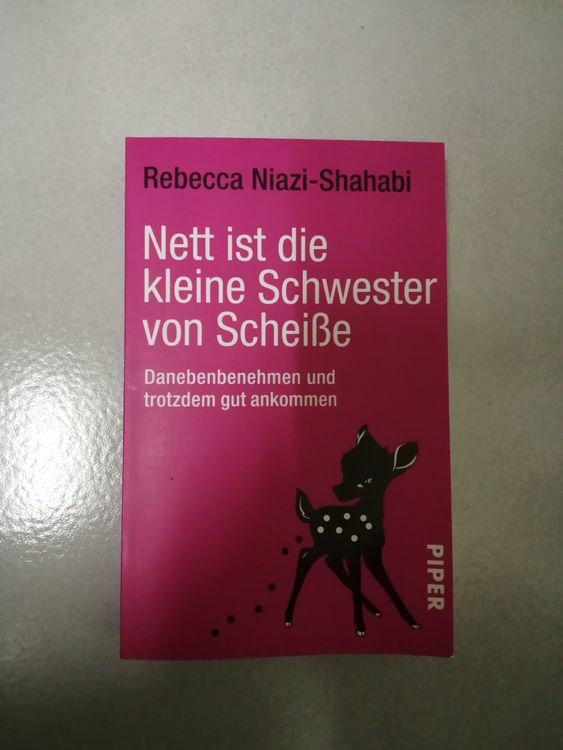 Rebecca Niazi-Shahabi
Nett ist die
kleine Schwester
von Scheiße
Danebenbenehmen und
trotzdem gut ankommen
PIPER